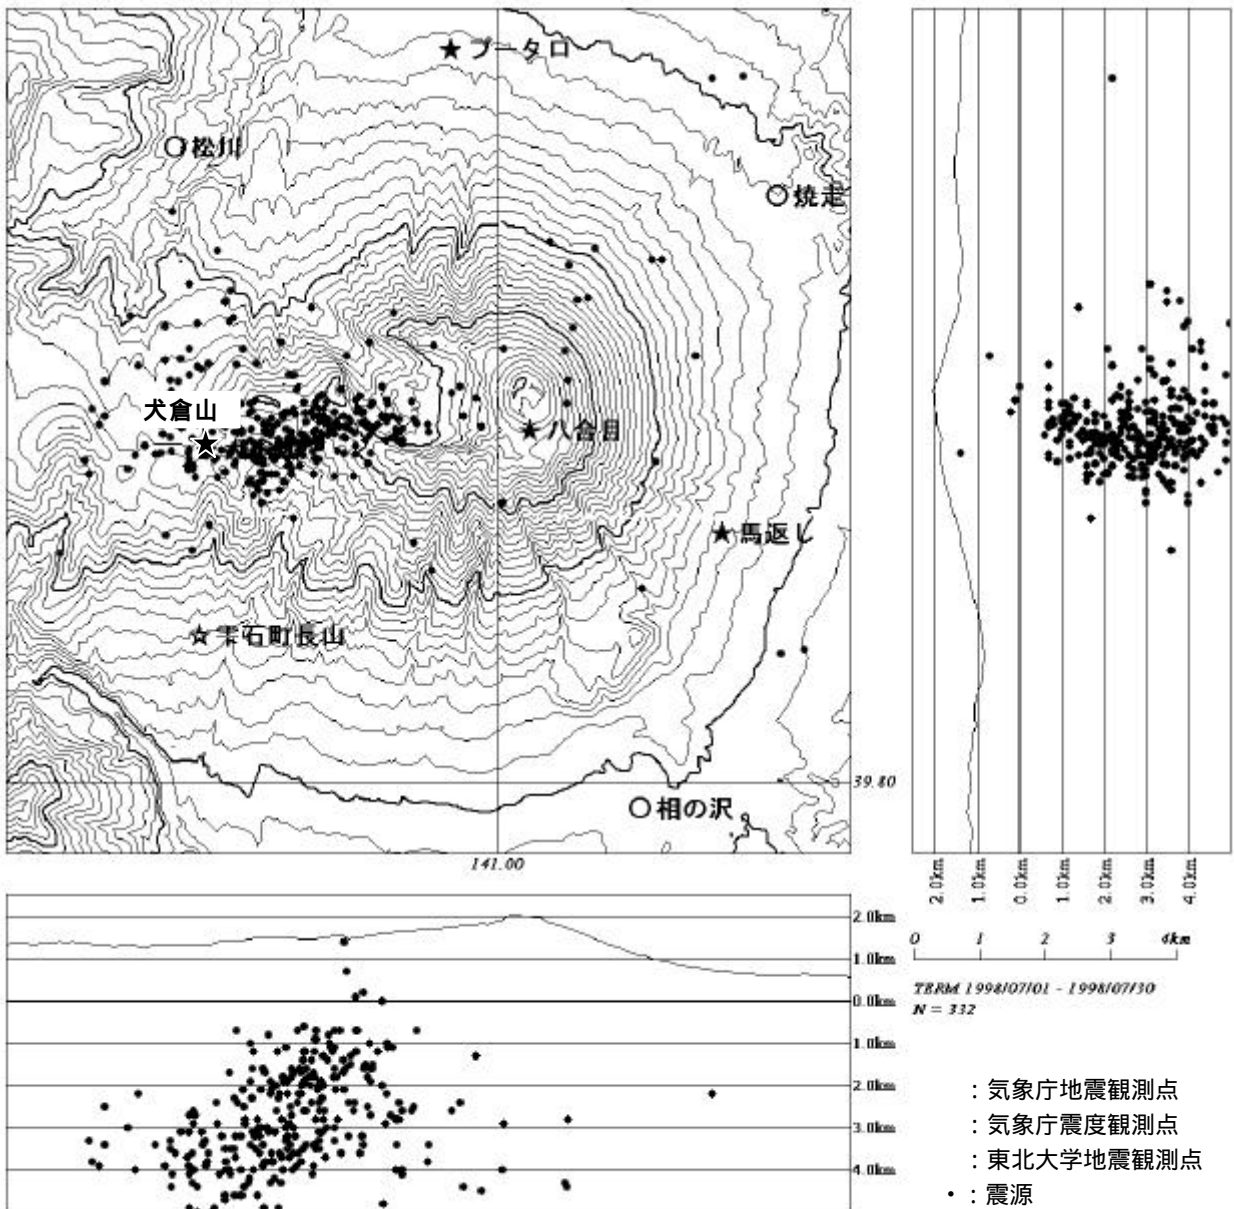 ★ブータロ
○松川
○焼走
犬倉山
★
★八合目
★馬返し
☆雫石町長山
39.80
○相の沢
141.00
2.0km
1.0km
0.0km
1.0km
2.0km
3.0km
4.0km
0 1 2 3 4km
TERM 1998/07/01 - 1998/07/30
N = 332
2.0km
1.0km
0.0km
1.0km
2.0km
3.0km
4.0km
：気象庁地震観測点
：気象庁震度観測点
：東北大学地震観測点
・：震源